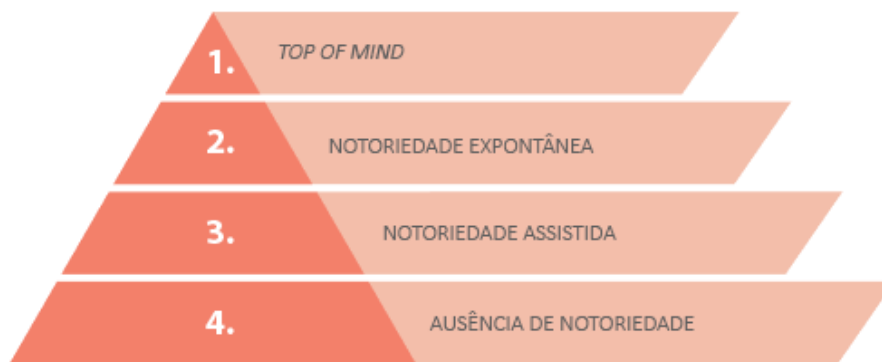 1. TOP OF MIND
2. NOTORIEDADE EXPONTÂNEA
3. NOTORIEDADE ASSISTIDA
4. AUSÊNCIA DE NOTORIEDADE